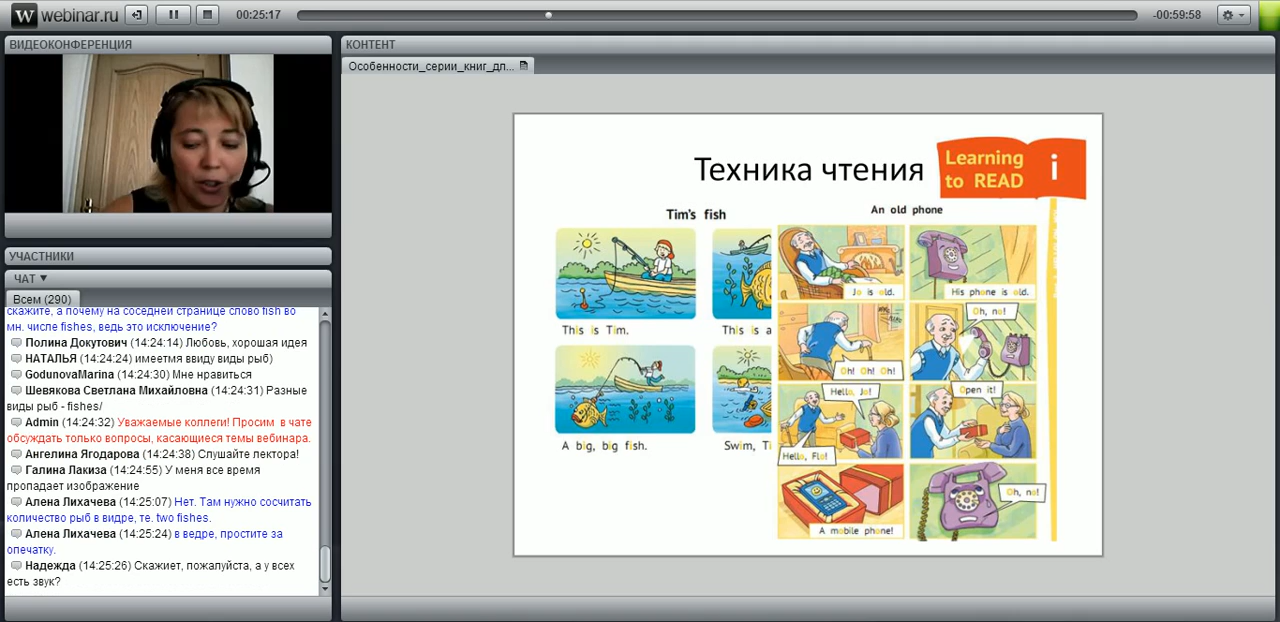 W webinar.ru
00:25:17
-00:59:58
ВИДЕОКОНФЕРЕНЦИЯ
УЧАСТНИКИ
ЧАТ ▼
Всем (290)
скажите, а почему на соседней странице слово fish во
мн. числе fishes, ведь это исключение?
Полина Докутович (14:24:14) Любовь, хорошая идея
НАТАЛЬЯ (14:24:24) имеетмя ввиду виды рыб)
GodunovaMarina (14:24:30) Мне нравиться
Шевякова Светлана Михайловна (14:24:31) Разные
виды рыб - fishes/
Admin (14:24:32) Уважаемые коллеги! Просим в чате
обсуждать только вопросы, касающиеся темы вебинара.
Ангелина Ягодарова (14:24:38) Слушайте лектора!
Галина Лакиза (14:24:55) У меня все время
пропадает изображение
Алена Лихачева (14:25:07) Нет. Там нужно сосчитать
количество рыб в видре, те. two fishes.
Алена Лихачева (14:25:24) в ведре, простите за
опечатку.
Надежда (14:25:26) Скажиет, пожалуйста, а у всех
есть звук?
КОНТЕНТ
Особенности_серии_книг_дл...
Техника чтения
Learning
to READ
i
Tim's fish
This is Tim.
This is a
A big, big fish.
Swim, Ti
An old phone
Jo is old.
His phone is old.
Oh! Oh! Oh!
Oh, no!
Hello, Jo!
Hello, Flo!
Open it!
A mobile phone!
Oh, no!